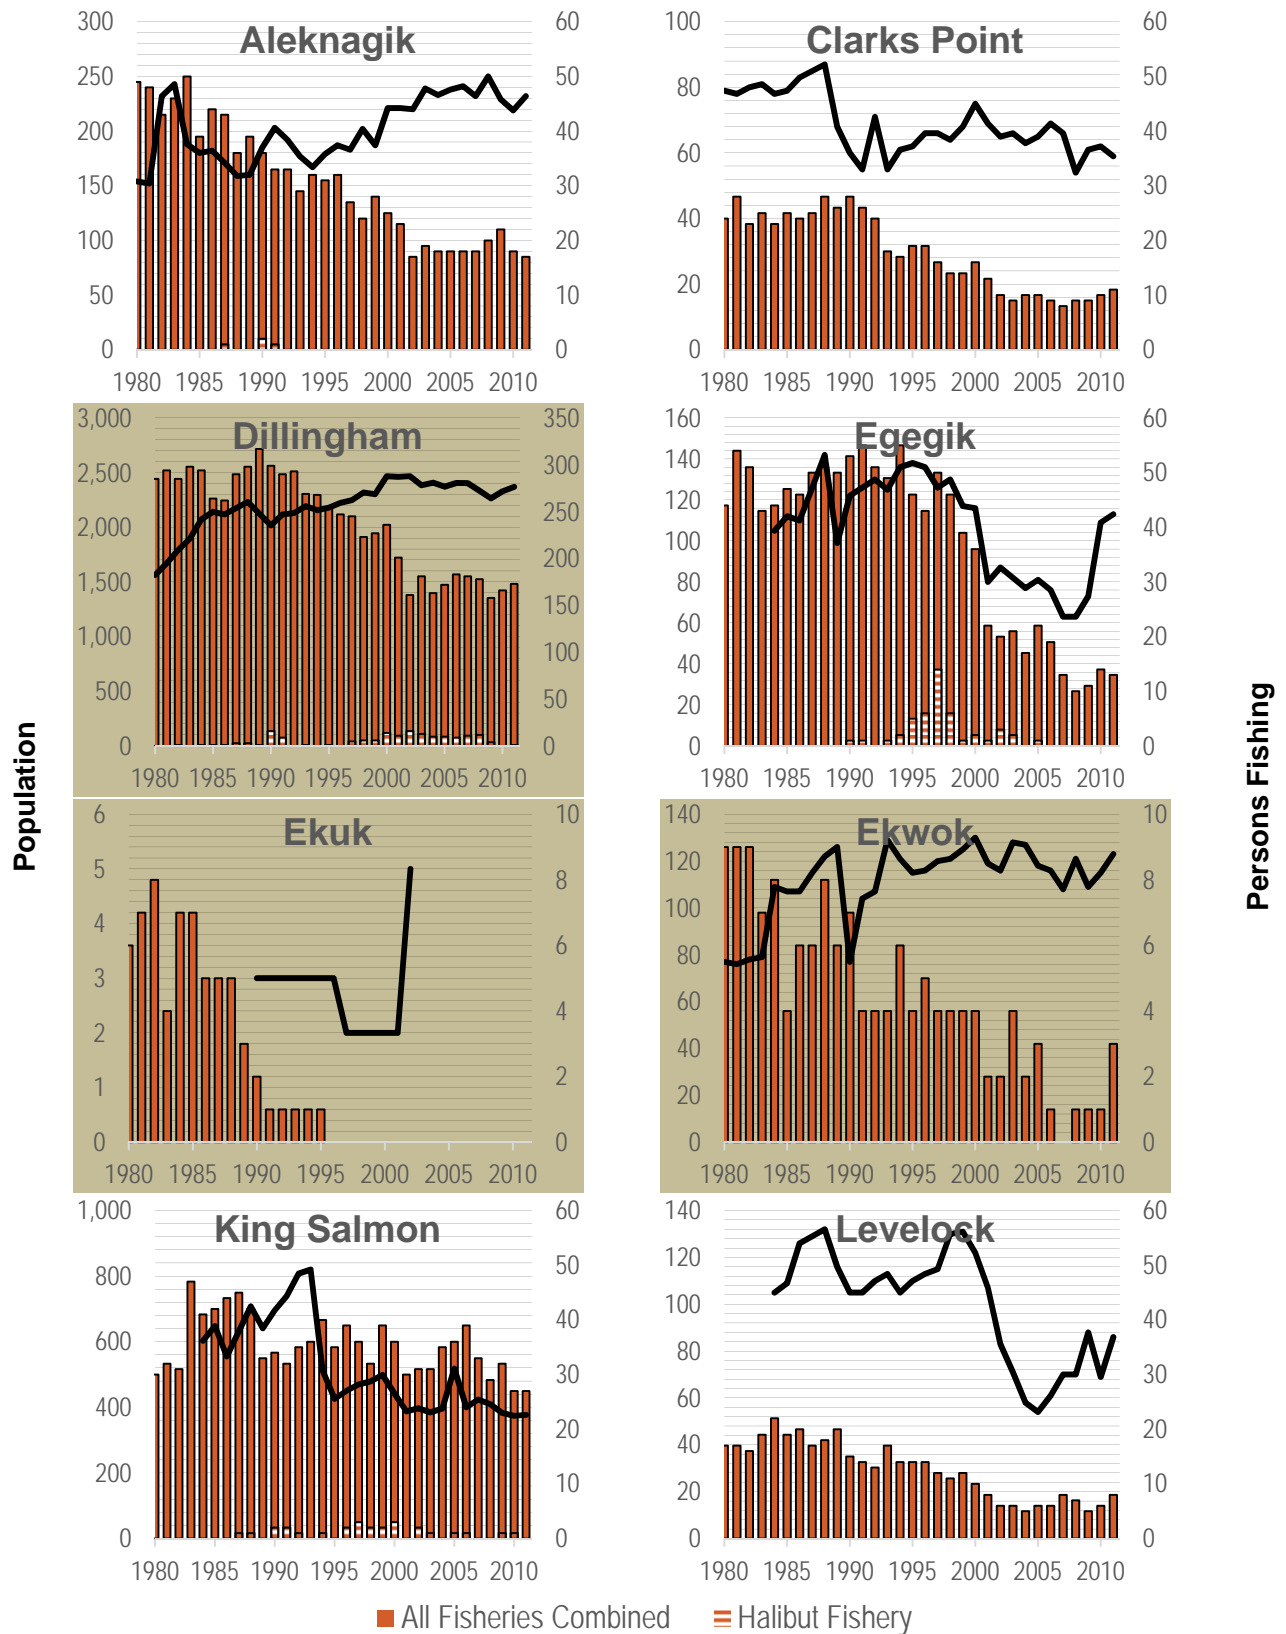 Population
Persons Fishing
Aleknagik
300 250 200 150 100 50 0
60 50 40 30 20 10 0
1980 1985 1990 1995 2000 2005 2010
Clarks Point
100 80 60 40 20 0
60 50 40 30 20 10 0
1980 1985 1990 1995 2000 2005 2010
Dillingham
3,000 2,500 2,000 1,500 1,000 500 0
350 300 250 200 150 100 50 0
1980 1985 1990 1995 2000 2005 2010
Egegik
160 140 120 100 80 60 40 20 0
60 50 40 30 20 10 0
1980 1985 1990 1995 2000 2005 2010
Ekuk
6 5 4 3 2 1 0
10 8 6 4 2 0
1980 1985 1990 1995 2000 2005 2010
Ekwok
140 120 100 80 60 40 20 0
10 8 6 4 2 0
1980 1985 1990 1995 2000 2005 2010
King Salmon
1,000 800 600 400 200 0
60 50 40 30 20 10 0
1980 1985 1990 1995 2000 2005 2010
Levelock
140 120 100 80 60 40 20 0
60 50 40 30 20 10 0
1980 1985 1990 1995 2000 2005 2010
All Fisheries Combined Halibut Fishery